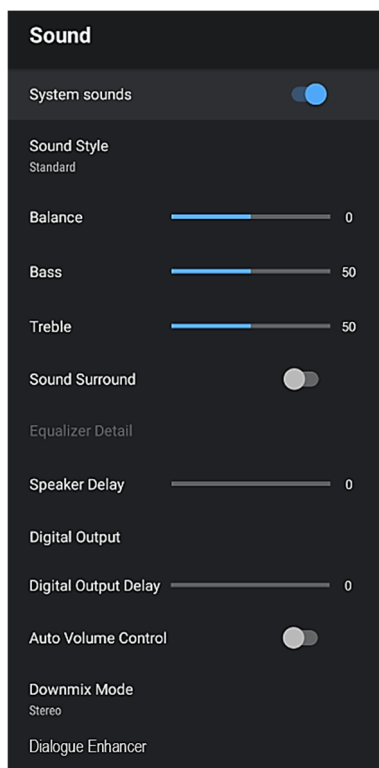 Sound
System sounds
Sound Style
Standard
Balance 0
Bass 50
Treble 50
Sound Surround
Equalizer Detail
Speaker Delay 0
Digital Output
Digital Output Delay 0
Auto Volume Control
Downmix Mode
Stereo
Dialogue Enhancer